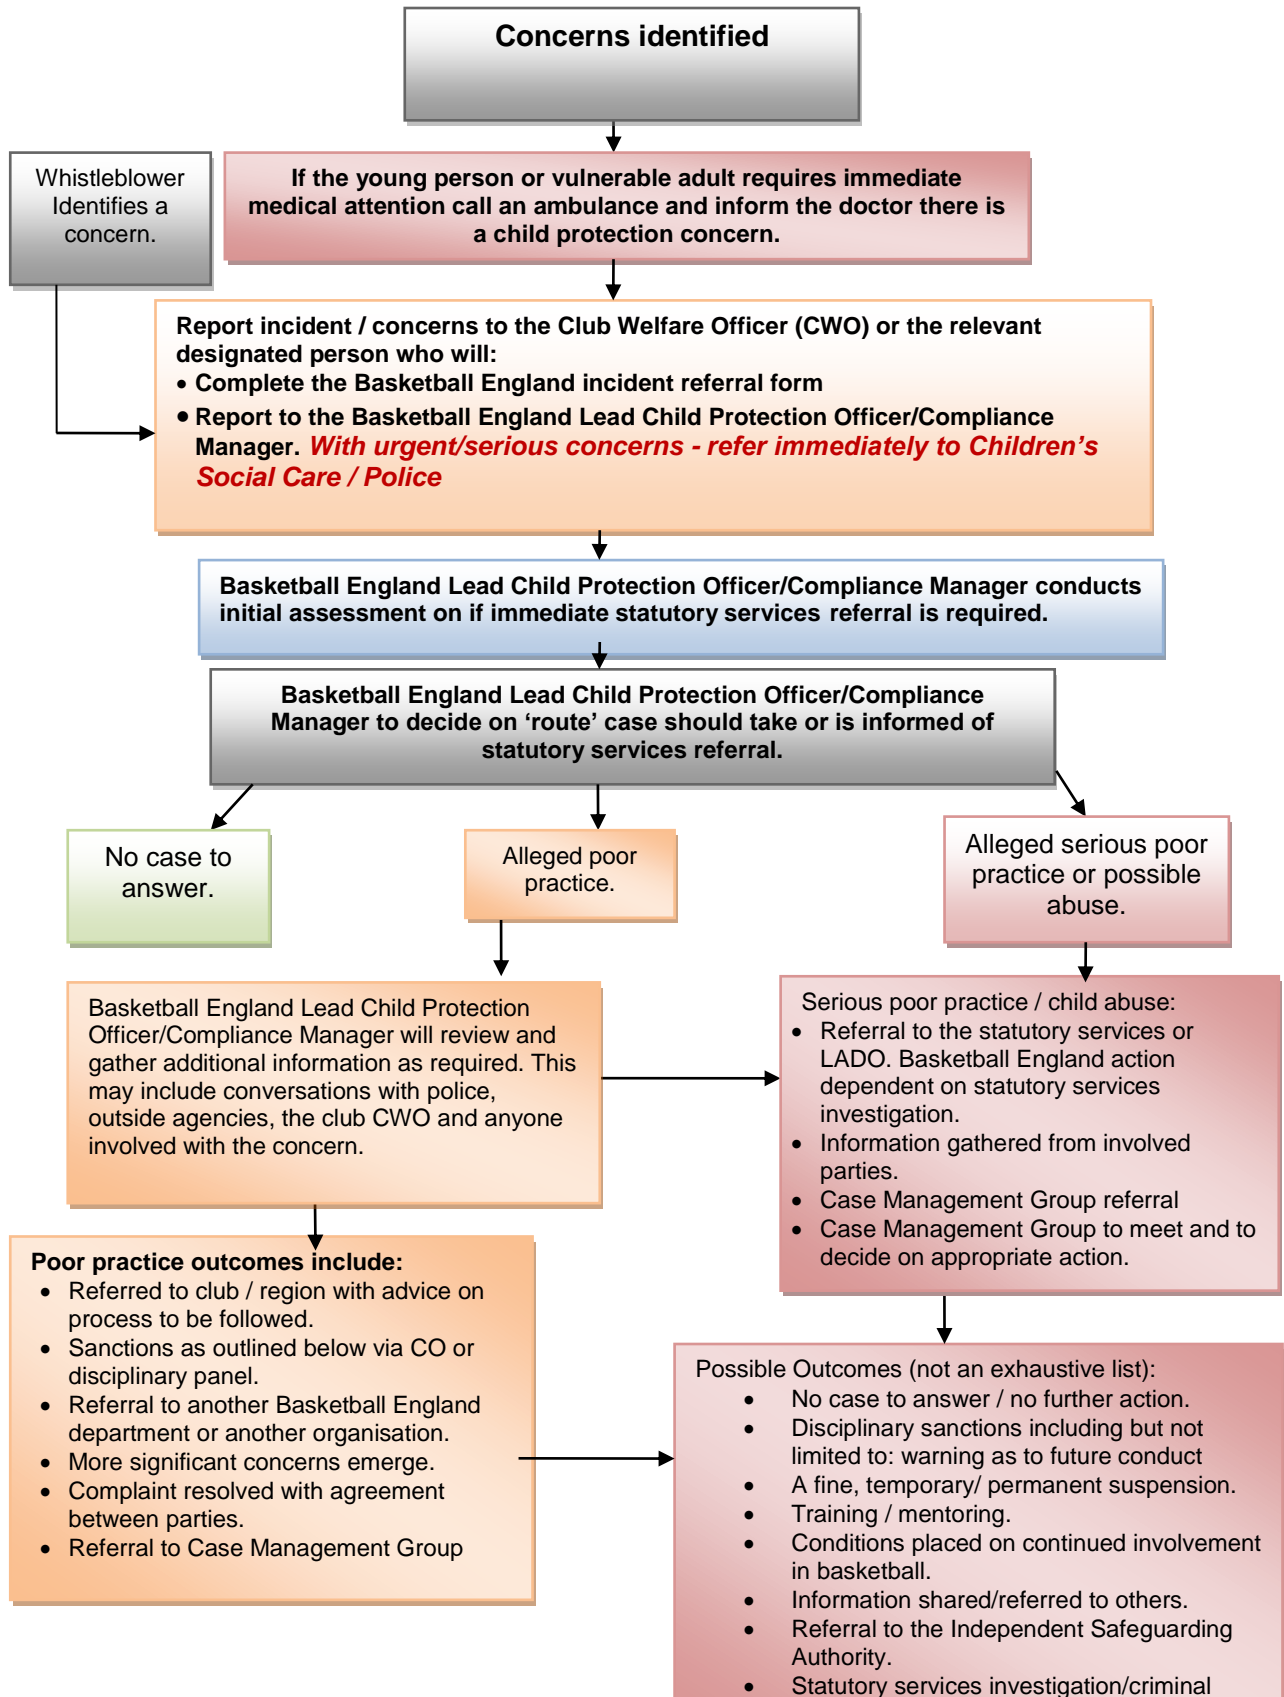 Concerns identified
Whistleblower
Identifies a
concern.
If the young person or vulnerable adult requires immediate
medical attention call an ambulance and inform the doctor there is
a child protection concern.
Report incident / concerns to the Club Welfare Officer (CWO) or the relevant
designated person who will:
• Complete the Basketball England incident referral form
• Report to the Basketball England Lead Child Protection Officer/Compliance
Manager. With urgent/serious concerns - refer immediately to Children’s
Social Care / Police
Basketball England Lead Child Protection Officer/Compliance Manager conducts
initial assessment on if immediate statutory services referral is required.
Basketball England Lead Child Protection Officer/Compliance
Manager to decide on ‘route’ case should take or is informed of
statutory services referral.
No case to
answer.
Alleged poor
practice.
Alleged serious poor
practice or possible
abuse.
Basketball England Lead Child Protection
Officer/Compliance Manager will review and
gather additional information as required. This
may include conversations with police,
outside agencies, the club CWO and anyone
involved with the concern.
Serious poor practice / child abuse:
• Referral to the statutory services or
LADO. Basketball England action
dependent on statutory services
investigation.
• Information gathered from involved
parties.
• Case Management Group referral
• Case Management Group to meet and to
decide on appropriate action.
Poor practice outcomes include:
• Referred to club / region with advice on
process to be followed.
• Sanctions as outlined below via CO or
disciplinary panel.
• Referral to another Basketball England
department or another organisation.
• More significant concerns emerge.
• Complaint resolved with agreement
between parties.
• Referral to Case Management Group
Possible Outcomes (not an exhaustive list):
• No case to answer / no further action.
• Disciplinary sanctions including but not
limited to: warning as to future conduct
• A fine, temporary/ permanent suspension.
• Training / mentoring.
• Conditions placed on continued involvement
in basketball.
• Information shared/referred to others.
• Referral to the Independent Safeguarding
Authority.
• Statutory services investigation/criminal